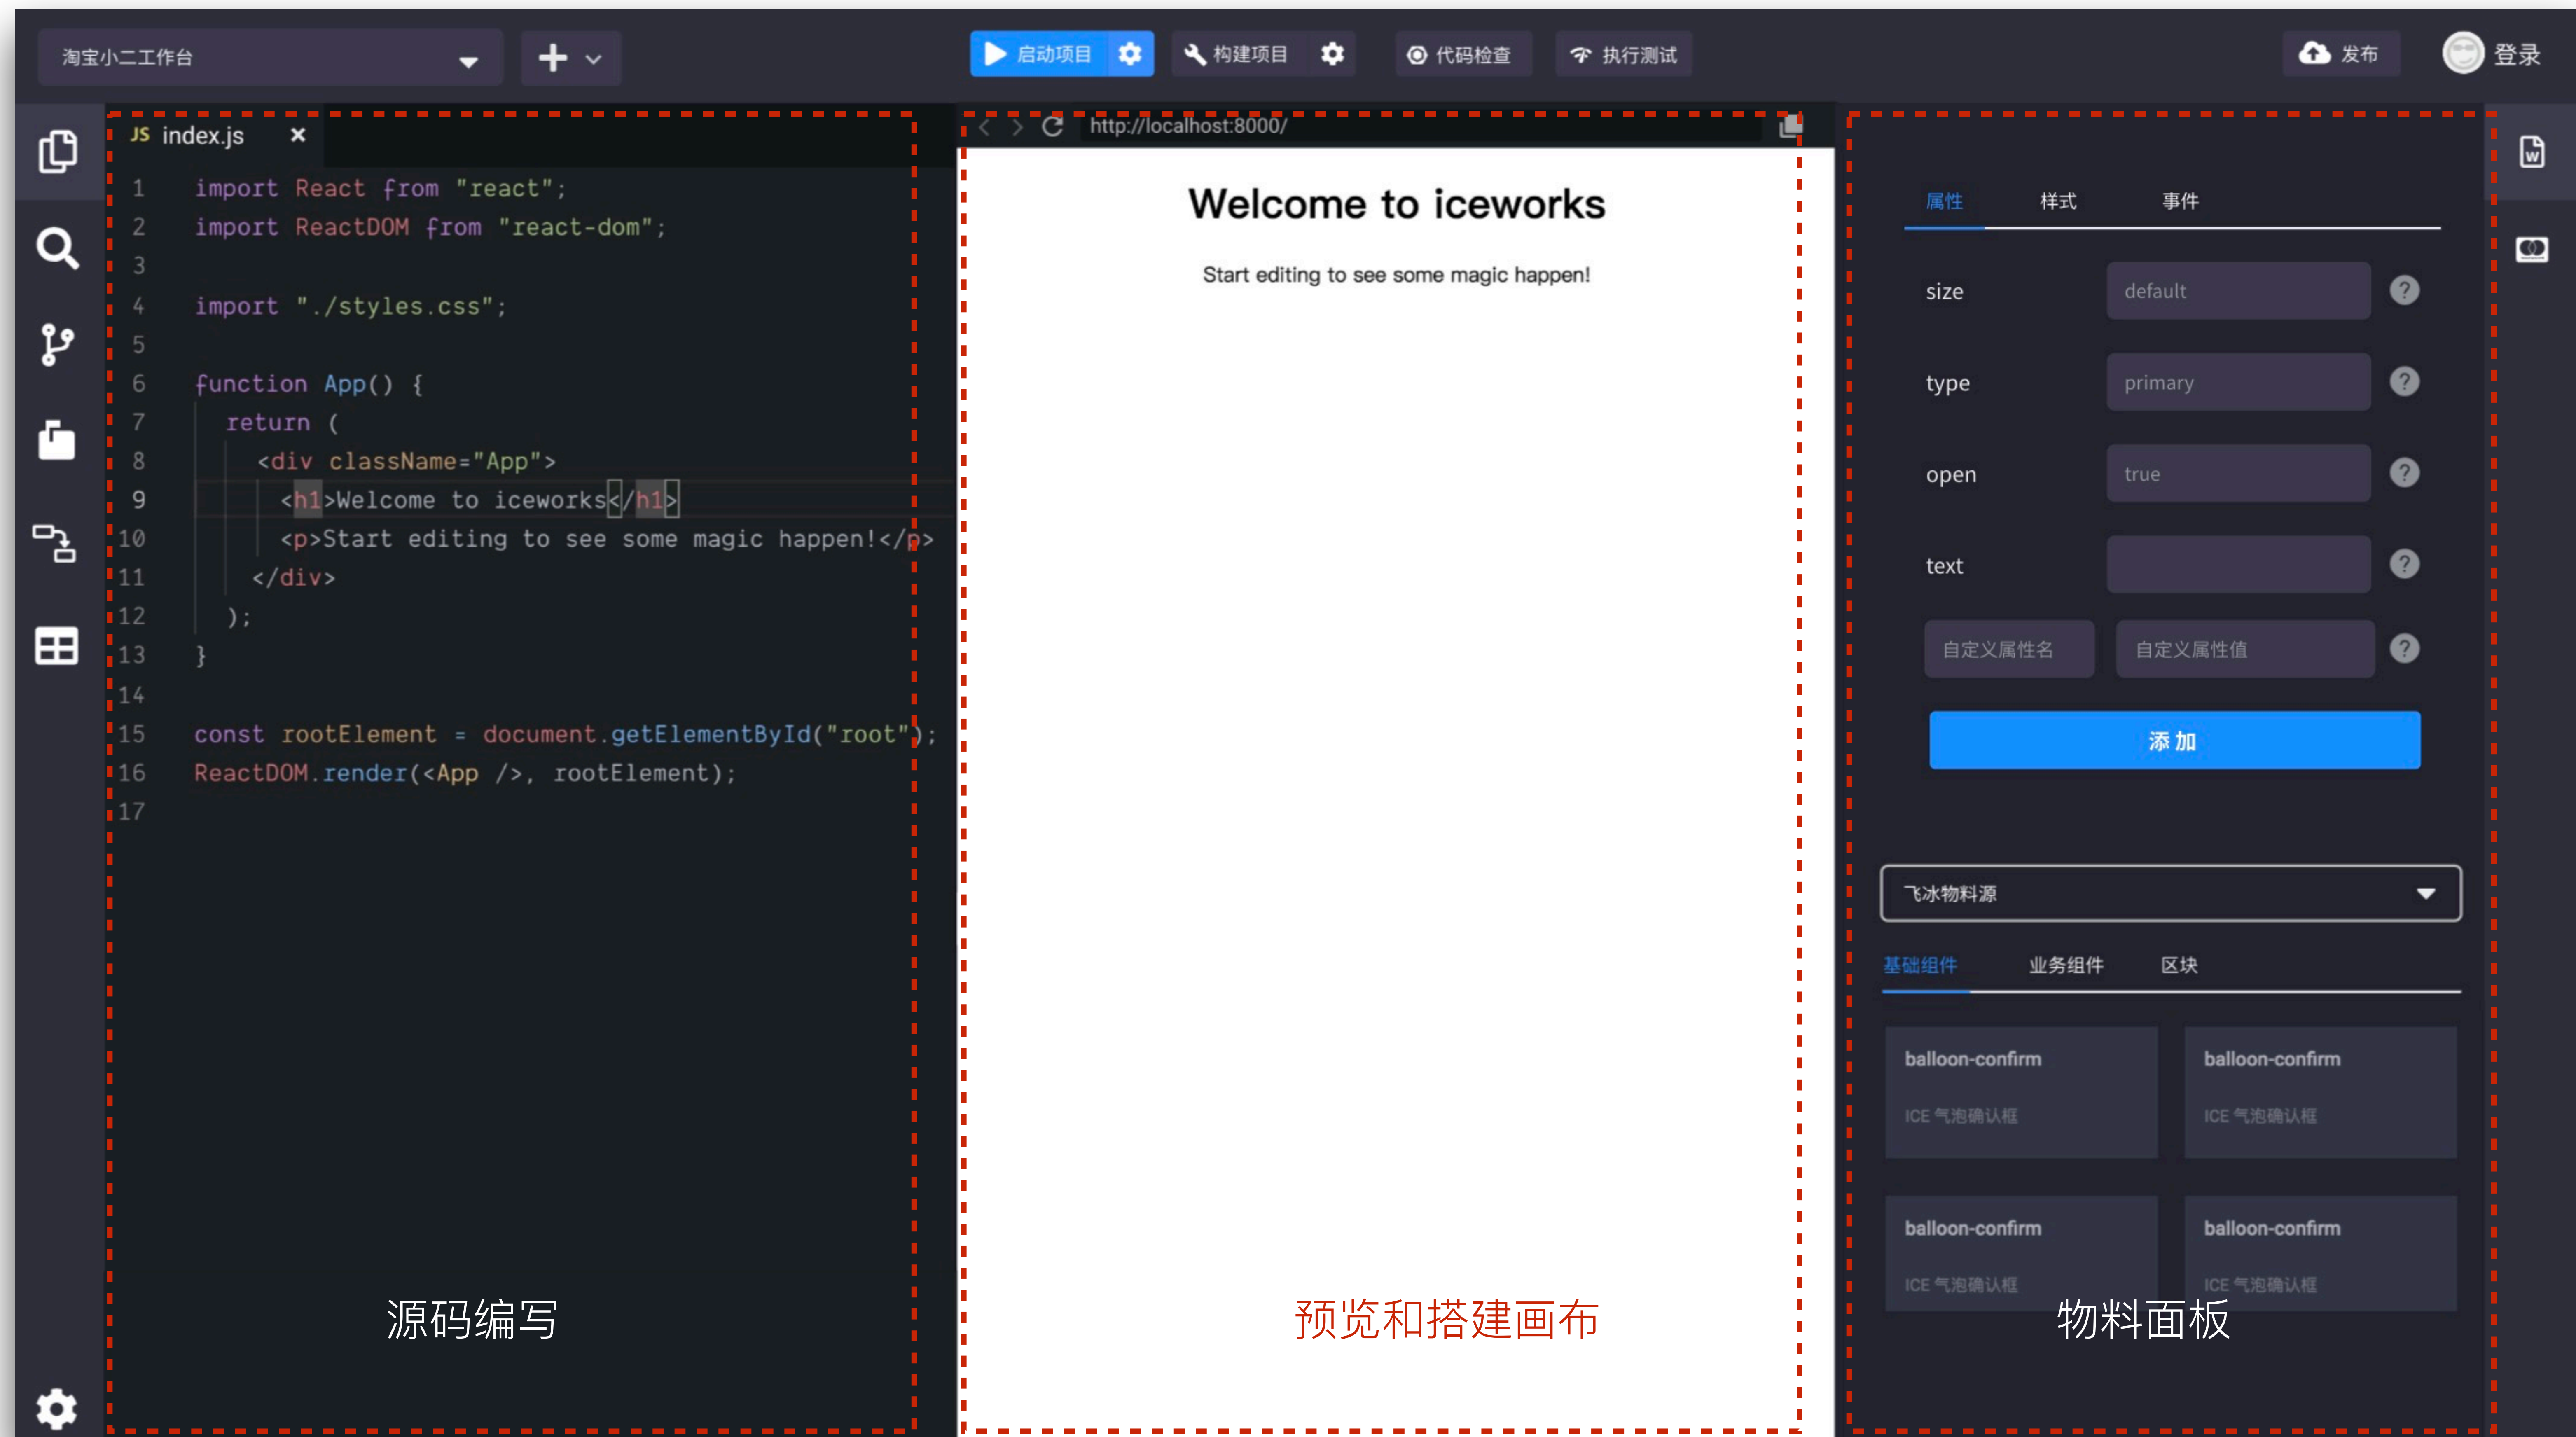 淘宝小二工作台
启动项目
构建项目
代码检查
执行测试
发布
登录
JS index.js
1 import React from "react";
2 import ReactDOM from "react-dom";
3
4 import "./styles.css";
5
6 function App() {
7 return (
8 <div className="App">
9 <h1>Welcome to iceworks</h1>
10 <p>Start editing to see some magic happen!</p>
11 </div>
12 );
13 }
14
15 const rootElement = document.getElementById("root");
16 ReactDOM.render(<App />, rootElement);
17
源码编写
http://localhost:8000/
Welcome to iceworks
Start editing to see some magic happen!
预览和搭建画布
W
属性 样式 事件
size default ?
type primary ?
open true ?
text ?
自定义属性名 自定义属性值 ?
添加
飞冰物料源
基础组件 业务组件 区块
balloon-confirm
ICE 气泡确认框
balloon-confirm
ICE 气泡确认框
balloon-confirm
ICE 气泡确认框
balloon-confirm
ICE 气泡确认框
物料面板